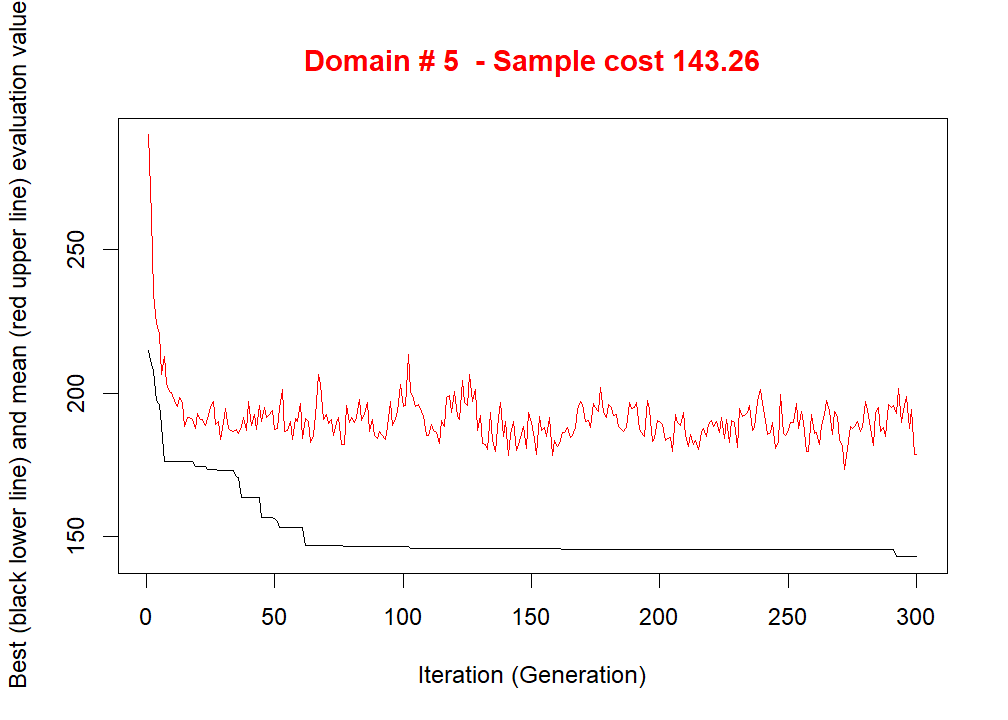 Domain # 5  - Sample cost 143.26
Best (black lower line) and mean (red upper line) evaluation value
250
200
150
0 50 100 150 200 250 300
Iteration (Generation)